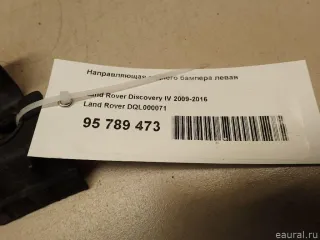 Направляющая бампера левая
Land Rover Discovery IV 2009-2016
Land Rover DQL000071
95 789 473
eaural.ru